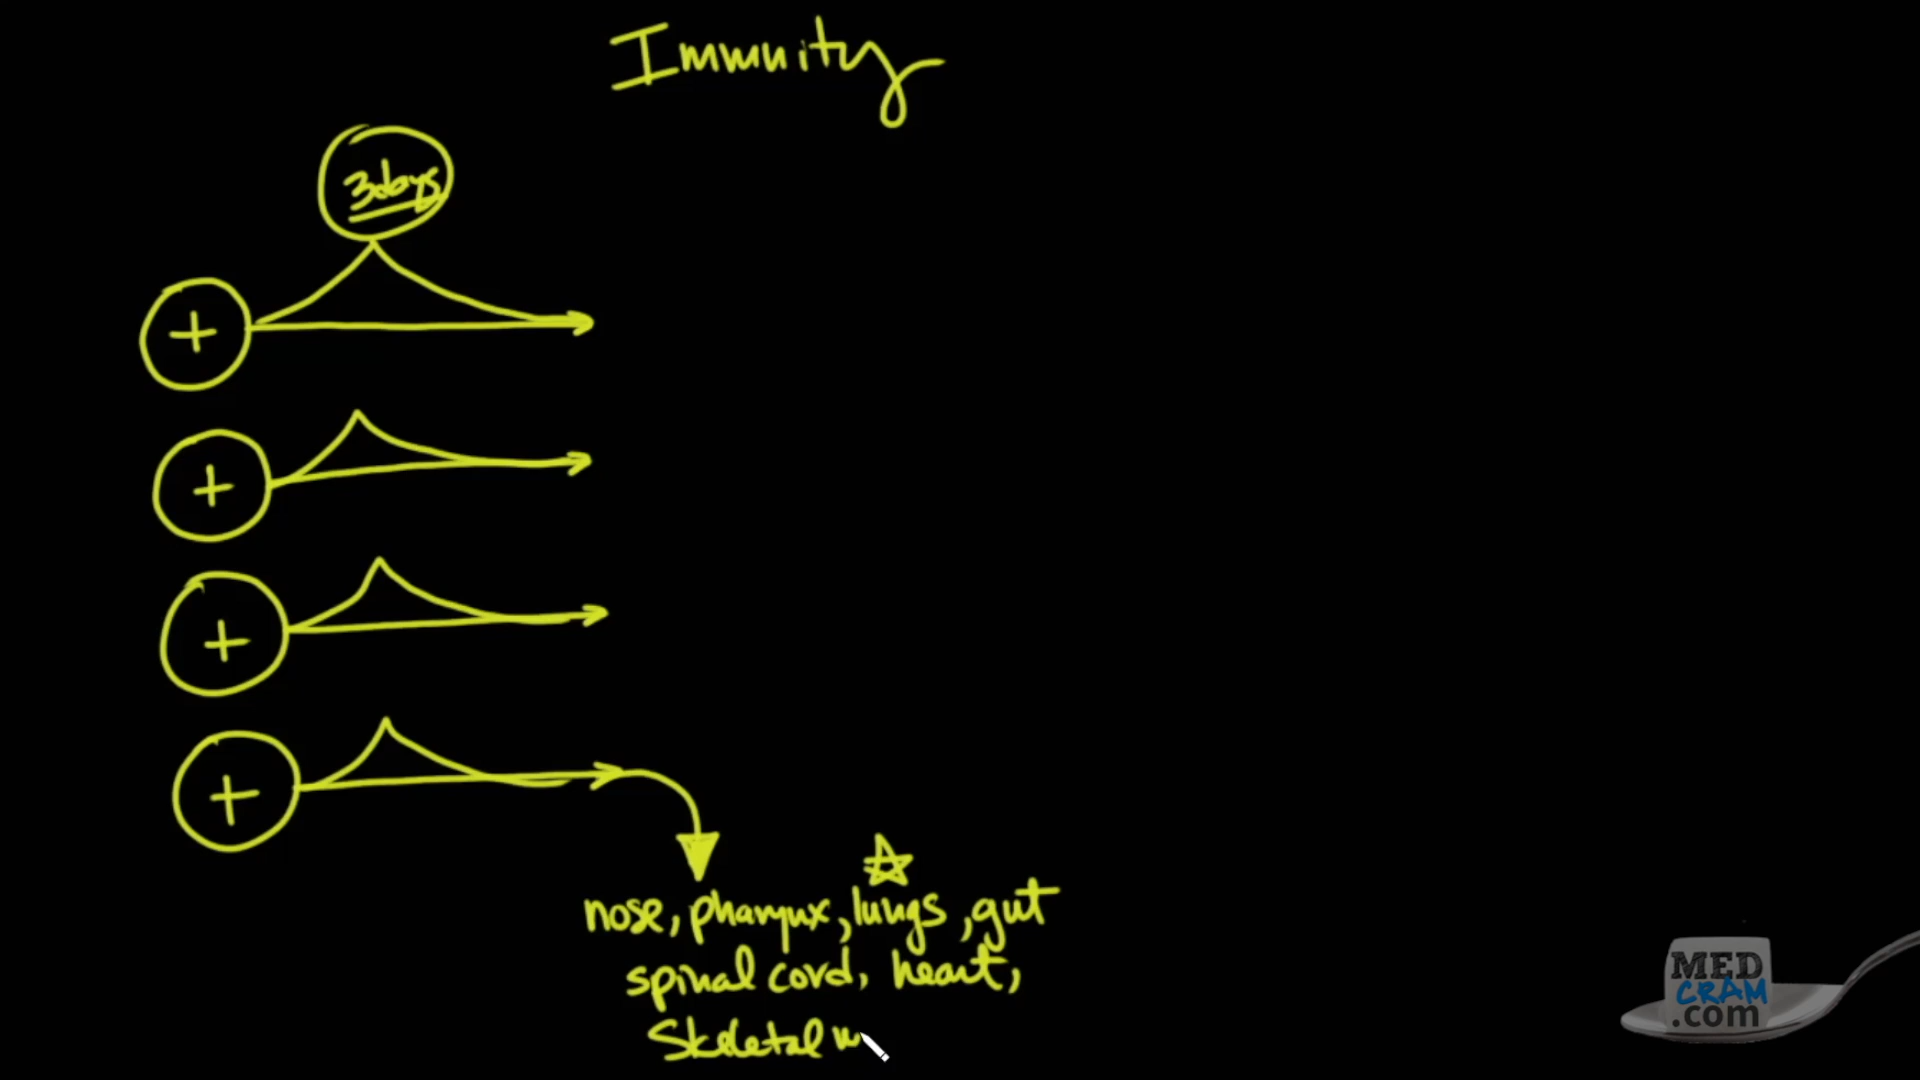 Immunity
3days
+
+
+
+
nose, pharynx, lungs, gut
spinal cord, heart,
Skeletal
MED
CRAM
.com